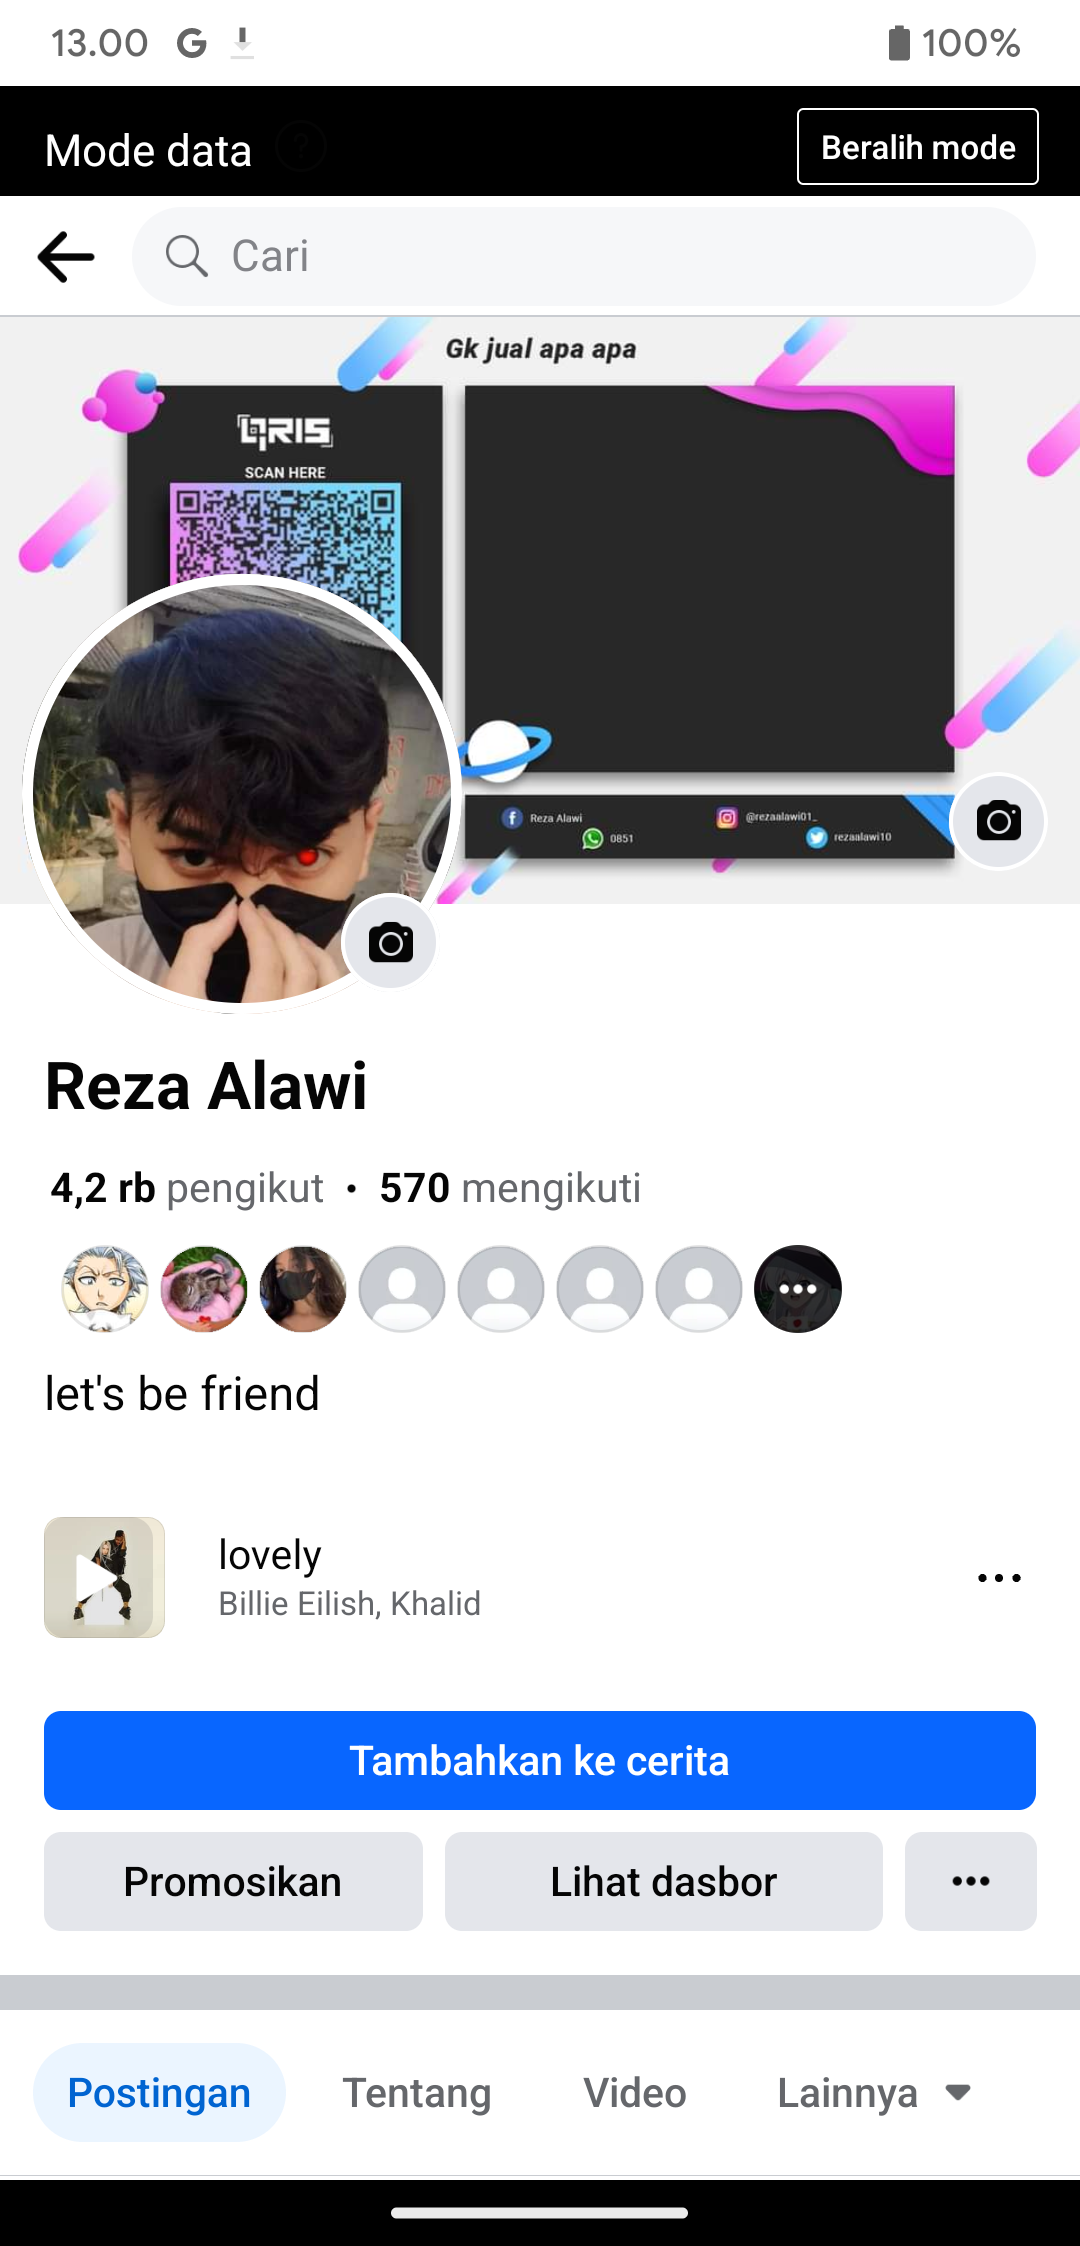 13.00
100%
Mode data
?
Beralih mode
Cari
Gk jual apa apa
QRIS
SCAN HERE
Reza Alawi
@rezaalawi01_
0851
rezaalawi10
Reza Alawi
4,2 rb pengikut • 570 mengikuti
let's be friend
lovely
Billie Eilish, Khalid
Tambahkan ke cerita
Promosikan
Lihat dasbor
Postingan
Tentang
Video
Lainnya